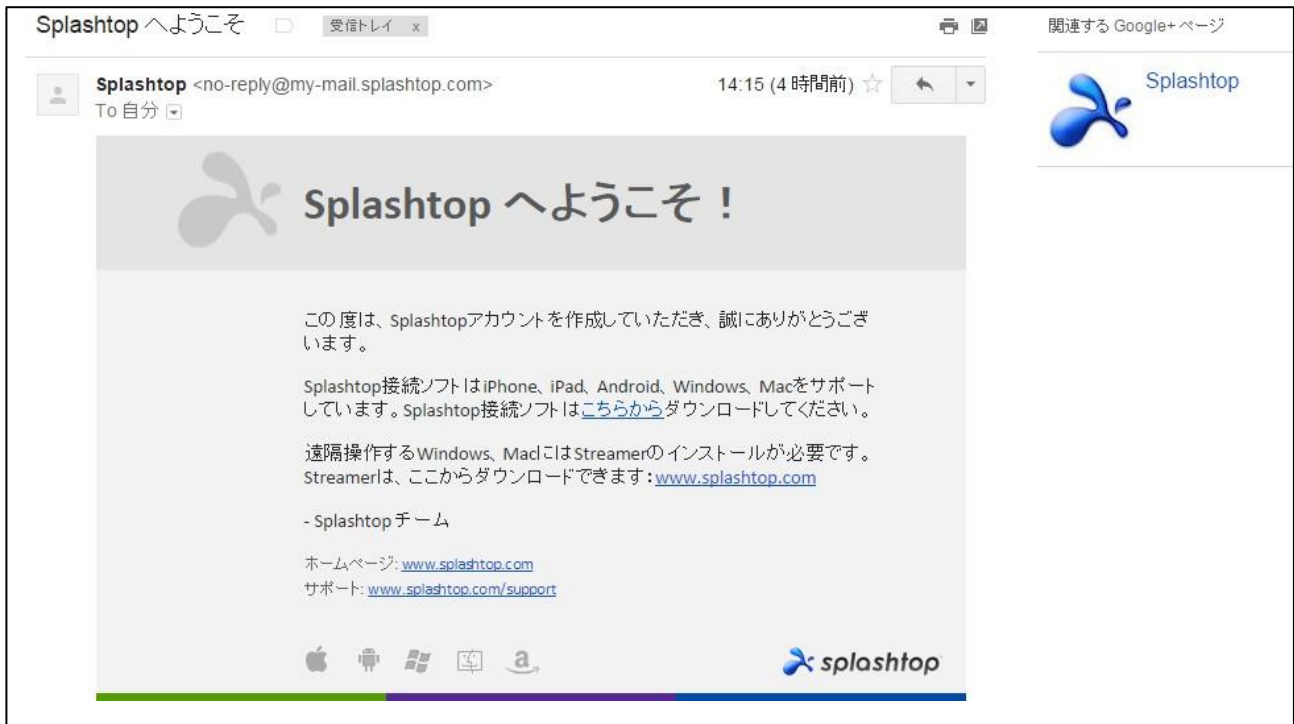 Splashtop へようこそ
受信トレイ x
関連する Google+ ページ
Splashtop <no-reply@my-mail.splashtop.com>
14:15 (4 時間前)
To 自分
Splashtop
Splashtop へようこそ！
この度は、Splashtopアカウントを作成していただき、誠にありがとうござ
います。
Splashtop接続ソフトはiPhone、iPad、Android、Windows、Macをサポート
しています。Splashtop接続ソフトはこちらからダウンロードしてください。
遠隔操作するWindows、MacにはStreamerのインストールが必要です。
Streamerは、ここからダウンロードできます：www.splashtop.com
- Splashtop チーム
ホームページ: www.splashtop.com
サポート: www.splashtop.com/support
a
splashtop